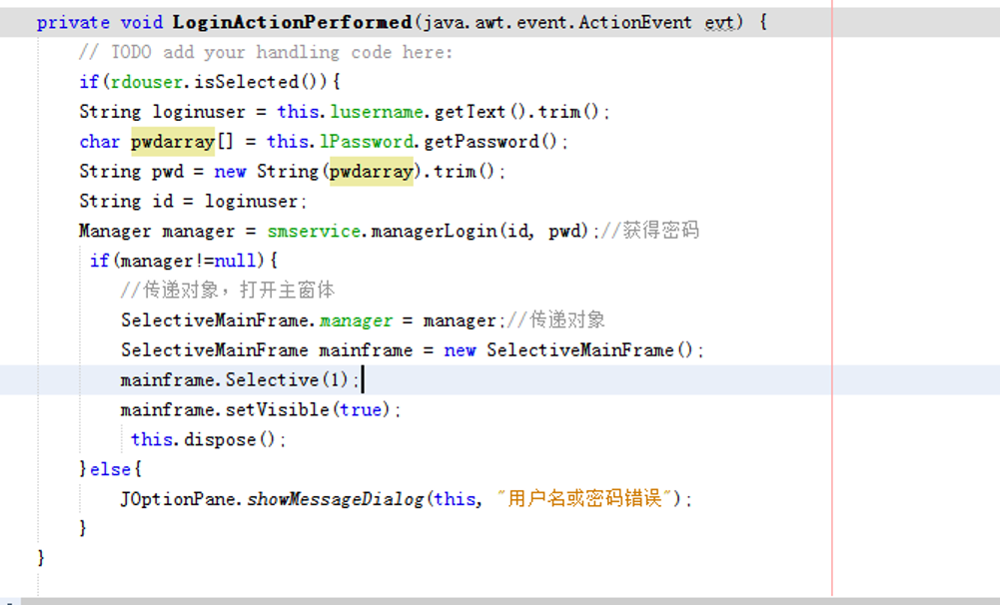 private void LoginActionPerformed(java.awt.event.ActionEvent evt) {
// TODO add your handling code here:
if(rdouser.isSelected()){
String loginuser = this.lusername.getText().trim();
char pwdarray[] = this.lPassword.getPassword();
String pwd = new String(pwdarray).trim();
String id = loginuser;
Manager manager = smservice.managerLogin(id, pwd);//获得密码
if(manager!=null){
//传递对象，打开主窗体
SelectiveMainFrame.manager = manager;//传递对象
SelectiveMainFrame mainframe = new SelectiveMainFrame();
mainframe.Selective(1);
mainframe.setVisible(true);
this.dispose();
}else{
JOptionPane.showMessageDialog(this, "用户名或密码错误");
}
}